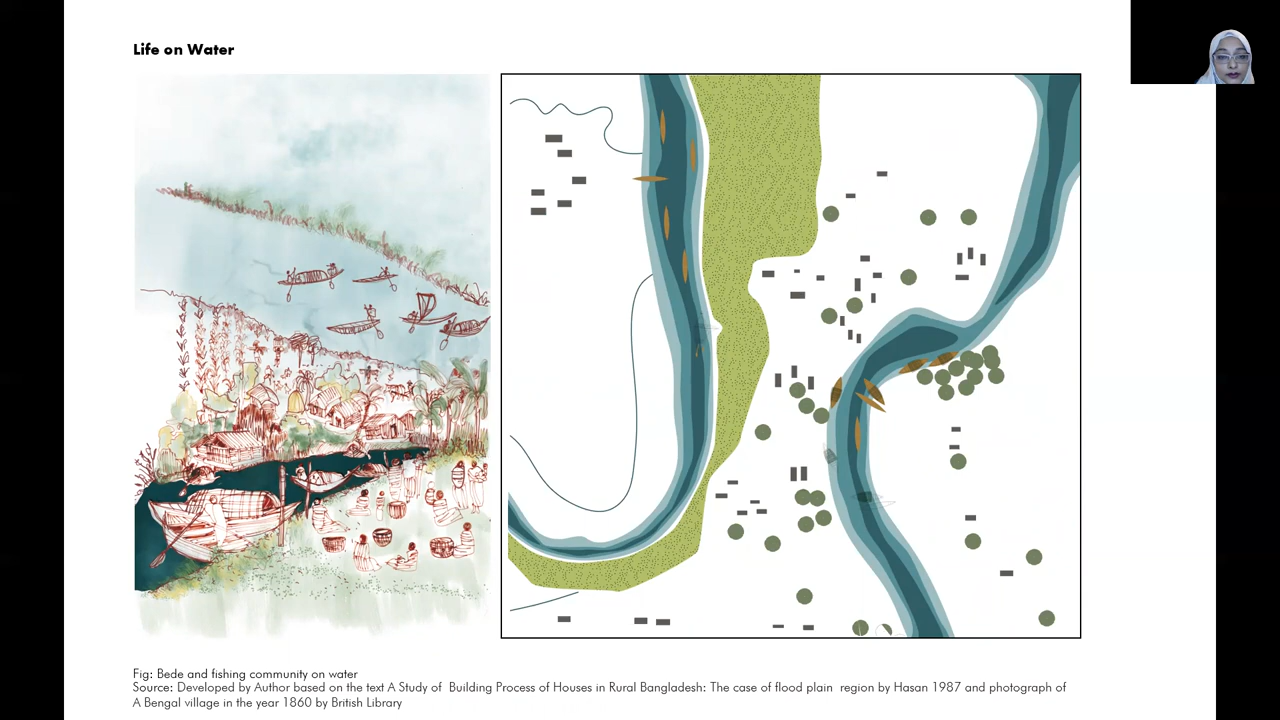 Life on Water
Fig: Bede and fishing community on water
Source: Developed by Author based on the text A Study of Building Process of Houses in Rural Bangladesh: The case of flood plain region by Hasan 1987 and photograph of
A Bengal village in the year 1860 by British Library